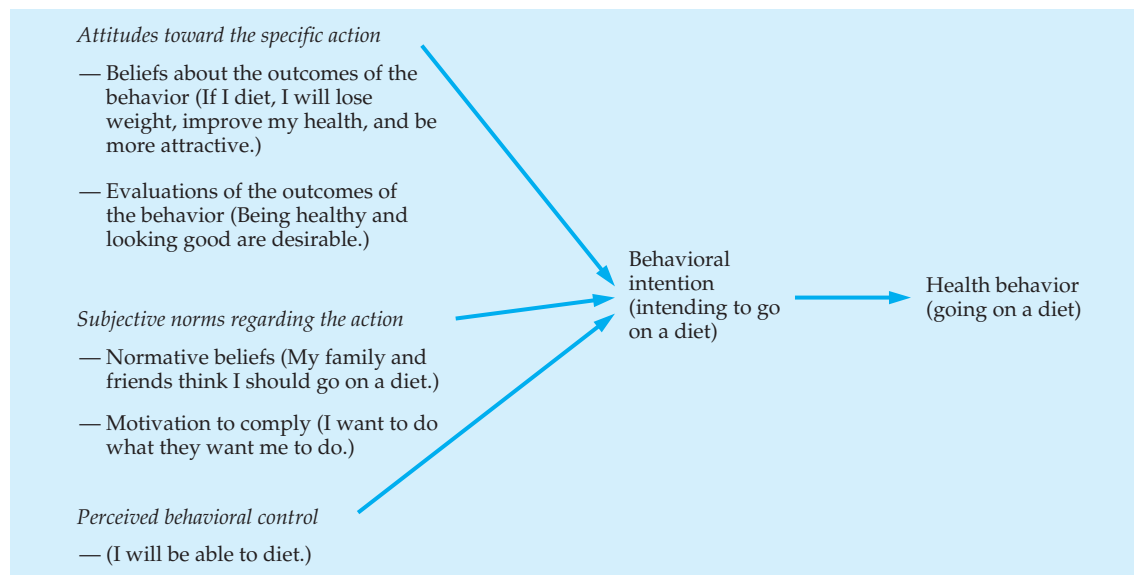 Attitudes toward the specific action
— Beliefs about the outcomes of the
behavior (If I diet, I will lose
weight, improve my health, and be
more attractive.)
— Evaluations of the outcomes of
the behavior (Being healthy and
looking good are desirable.)
Subjective norms regarding the action
— Normative beliefs (My family and
friends think I should go on a diet.)
— Motivation to comply (I want to do
what they want me to do.)
Perceived behavioral control
— (I will be able to diet.)
Behavioral
intention
(intending to go
on a diet)
Health behavior
(going on a diet)